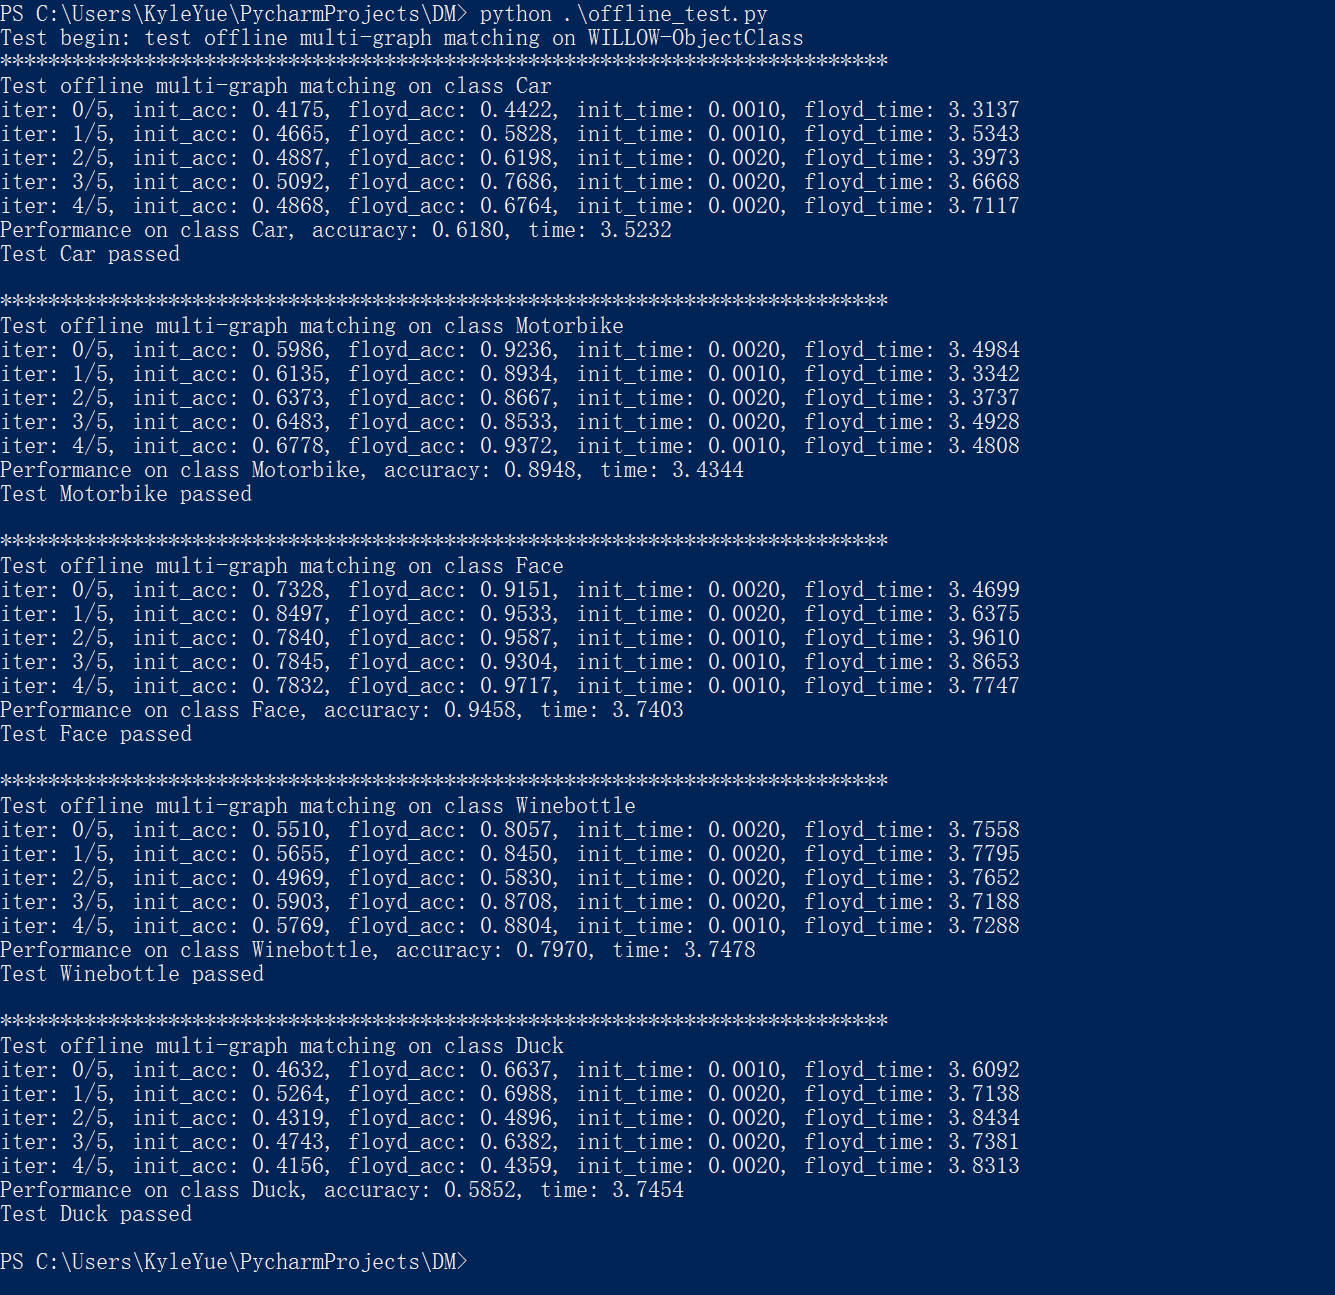 PS C:\Users\KyleYue\PycharmProjects\DM> python .\offline_test.py
Test begin: test offline multi-graph matching on WILLOW-ObjectClass
**************************************************************************
Test offline multi-graph matching on class Car
iter: 0/5, init_acc: 0.4175, floyd_acc: 0.4422, init_time: 0.0010, floyd_time: 3.3137
iter: 1/5, init_acc: 0.4665, floyd_acc: 0.5828, init_time: 0.0010, floyd_time: 3.5343
iter: 2/5, init_acc: 0.4887, floyd_acc: 0.6198, init_time: 0.0020, floyd_time: 3.3973
iter: 3/5, init_acc: 0.5092, floyd_acc: 0.7686, init_time: 0.0020, floyd_time: 3.6668
iter: 4/5, init_acc: 0.4868, floyd_acc: 0.6764, init_time: 0.0020, floyd_time: 3.7117
Performance on class Car, accuracy: 0.6180, time: 3.5232
Test Car passed
**************************************************************************
Test offline multi-graph matching on class Motorbike
iter: 0/5, init_acc: 0.5986, floyd_acc: 0.9236, init_time: 0.0020, floyd_time: 3.4984
iter: 1/5, init_acc: 0.6135, floyd_acc: 0.8934, init_time: 0.0010, floyd_time: 3.3342
iter: 2/5, init_acc: 0.6373, floyd_acc: 0.8667, init_time: 0.0020, floyd_time: 3.3737
iter: 3/5, init_acc: 0.6483, floyd_acc: 0.8533, init_time: 0.0020, floyd_time: 3.4928
iter: 4/5, init_acc: 0.6778, floyd_acc: 0.9372, init_time: 0.0010, floyd_time: 3.4808
Performance on class Motorbike, accuracy: 0.8948, time: 3.4344
Test Motorbike passed
**************************************************************************
Test offline multi-graph matching on class Face
iter: 0/5, init_acc: 0.7328, floyd_acc: 0.9151, init_time: 0.0020, floyd_time: 3.4699
iter: 1/5, init_acc: 0.8497, floyd_acc: 0.9533, init_time: 0.0020, floyd_time: 3.6375
iter: 2/5, init_acc: 0.7840, floyd_acc: 0.9587, init_time: 0.0010, floyd_time: 3.9610
iter: 3/5, init_acc: 0.7845, floyd_acc: 0.9304, init_time: 0.0010, floyd_time: 3.8653
iter: 4/5, init_acc: 0.7832, floyd_acc: 0.9717, init_time: 0.0010, floyd_time: 3.7747
Performance on class Face, accuracy: 0.9458, time: 3.7403
Test Face passed
**************************************************************************
Test offline multi-graph matching on class Winebottle
iter: 0/5, init_acc: 0.5510, floyd_acc: 0.8057, init_time: 0.0020, floyd_time: 3.7558
iter: 1/5, init_acc: 0.5655, floyd_acc: 0.8450, init_time: 0.0020, floyd_time: 3.7795
iter: 2/5, init_acc: 0.4969, floyd_acc: 0.5830, init_time: 0.0020, floyd_time: 3.7652
iter: 3/5, init_acc: 0.5903, floyd_acc: 0.8708, init_time: 0.0020, floyd_time: 3.7188
iter: 4/5, init_acc: 0.5769, floyd_acc: 0.8804, init_time: 0.0010, floyd_time: 3.7288
Performance on class Winebottle, accuracy: 0.7970, time: 3.7478
Test Winebottle passed
**************************************************************************
Test offline multi-graph matching on class Duck
iter: 0/5, init_acc: 0.4632, floyd_acc: 0.6637, init_time: 0.0010, floyd_time: 3.6092
iter: 1/5, init_acc: 0.5264, floyd_acc: 0.6988, init_time: 0.0020, floyd_time: 3.7138
iter: 2/5, init_acc: 0.4319, floyd_acc: 0.4896, init_time: 0.0020, floyd_time: 3.8434
iter: 3/5, init_acc: 0.4743, floyd_acc: 0.6382, init_time: 0.0020, floyd_time: 3.7381
iter: 4/5, init_acc: 0.4156, floyd_acc: 0.4359, init_time: 0.0020, floyd_time: 3.8313
Performance on class Duck, accuracy: 0.5852, time: 3.7454
Test Duck passed
PS C:\Users\KyleYue\PycharmProjects\DM>